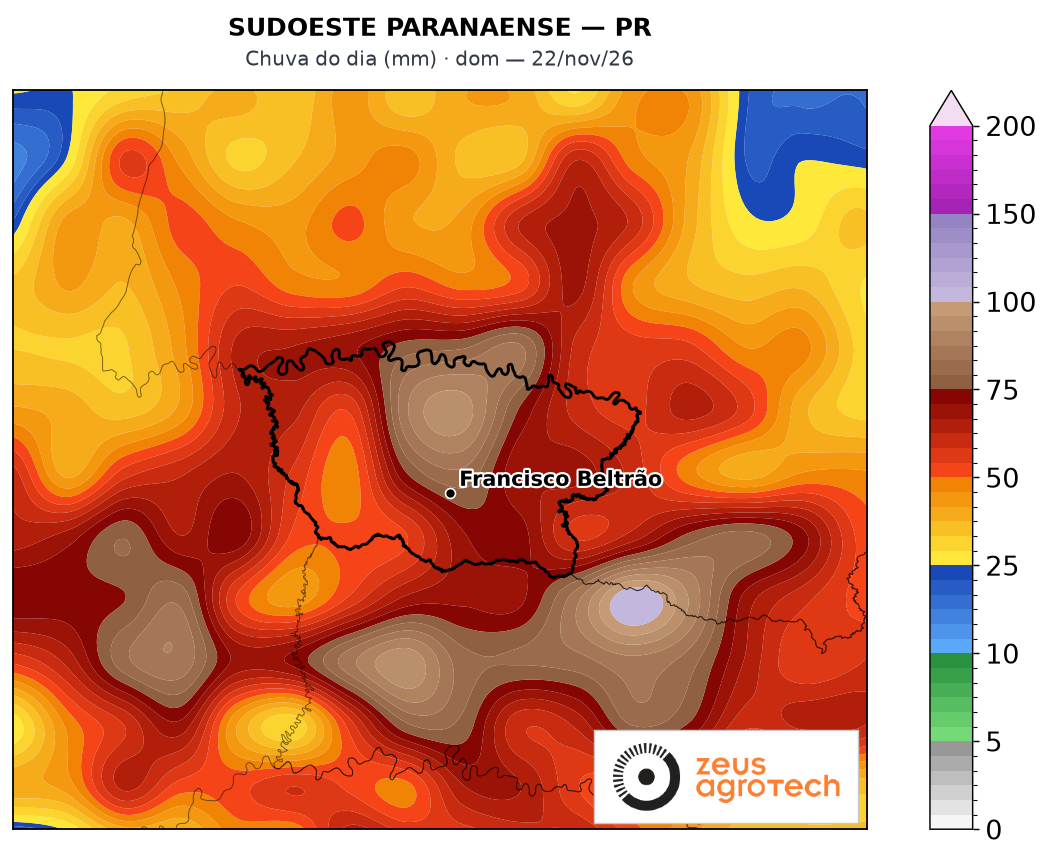 SUDOESTE PARANAENSE — PR
Chuva do dia (mm) · dom — 22/nov/26
200
150
100
75
50
25
10
5
0
Francisco Beltrão
zeus
agrotech